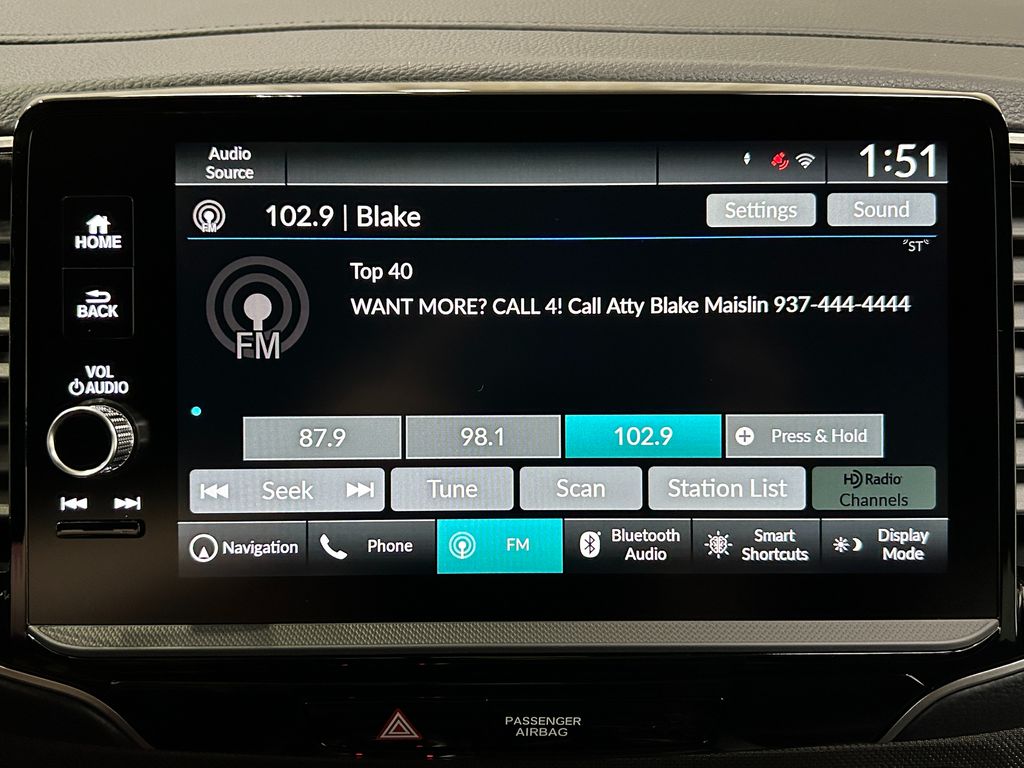 Audio
Source
1:51
FM
102.9 | Blake
Settings
Sound
HOME
"ST"
Top 40
WANT MORE? CALL 4! Call Atty Blake Maislin 937-444-4444
BACK
FM
VOL
AUDIO
87.9
98.1
102.9
Press & Hold
Seek
Tune
Scan
Station List
HD Radio
Channels
Navigation
Phone
FM
Bluetooth
Audio
Smart
Shortcuts
Display
Mode
PASSENGER
AIRBAG